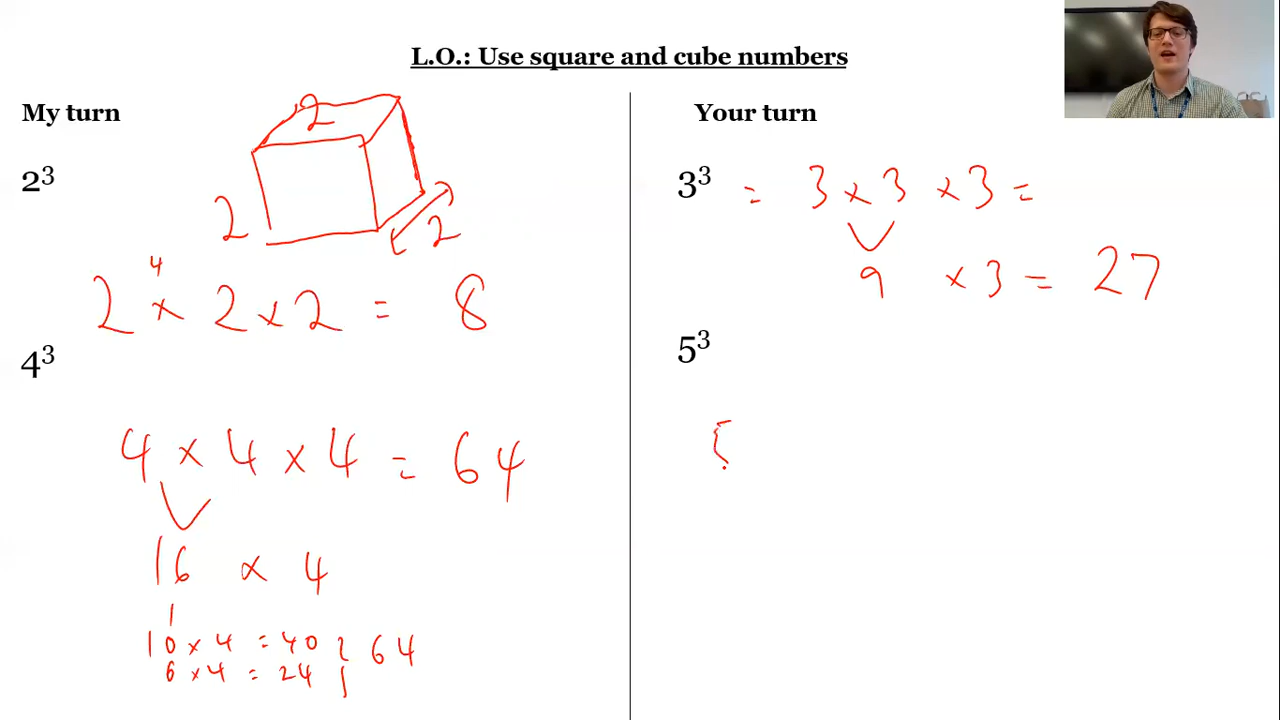 L.O.: Use square and cube numbers
My turn
2³
2
2
2
4
2 × 2 × 2 = 8
4³
4 × 4 × 4 = 64
16 × 4
10 × 4 = 40
6 × 4 = 24
64
Your turn
3³ = 3 × 3 × 3 =
9 × 3 = 27
5³
5